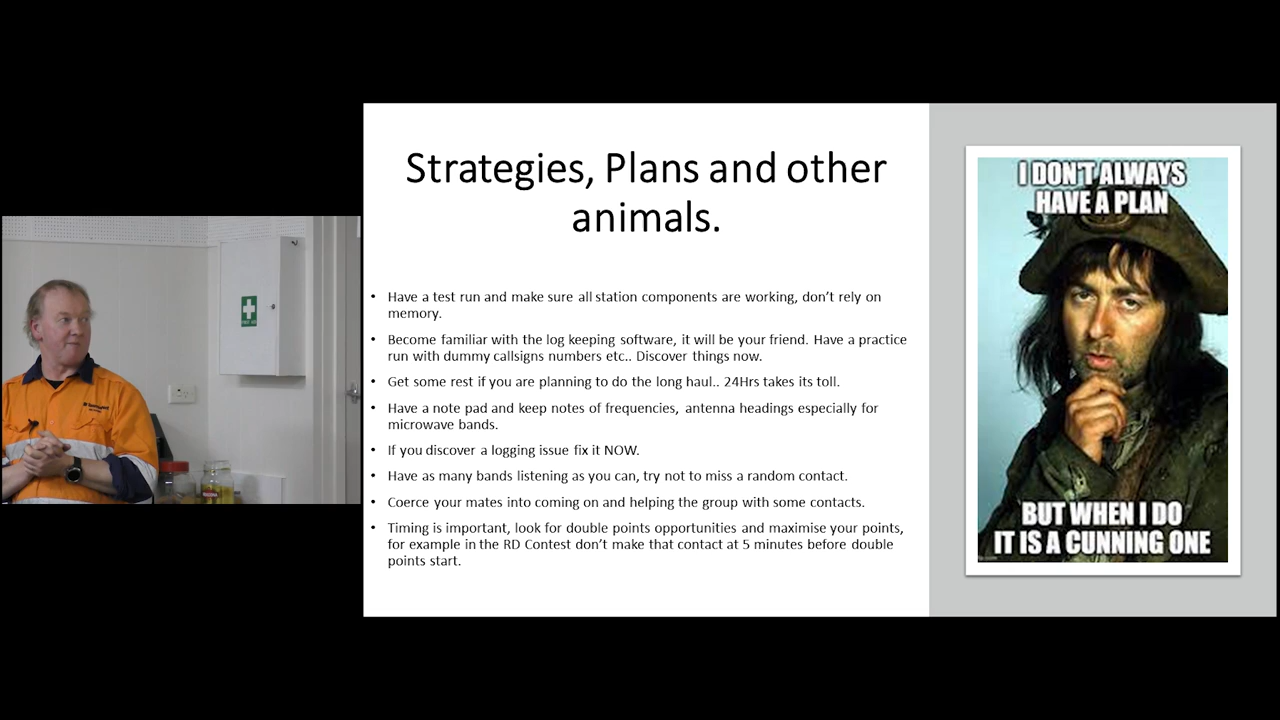 Strategies, Plans and other
animals.
• Have a test run and make sure all station components are working, don’t rely on
memory.
• Become familiar with the log keeping software, it will be your friend. Have a practice
run with dummy callsigns numbers etc.. Discover things now.
• Get some rest if you are planning to do the long haul.. 24Hrs takes its toll.
• Have a note pad and keep notes of frequencies, antenna headings especially for
microwave bands.
• If you discover a logging issue fix it NOW.
• Have as many bands listening as you can, try not to miss a random contact.
• Coerce your mates into coming on and helping the group with some contacts.
• Timing is important, look for double points opportunities and maximise your points,
for example in the RD Contest don’t make that contact at 5 minutes before double
points start.
I DON'T ALWAYS
HAVE A PLAN
BUT WHEN I DO
IT IS A CUNNING ONE